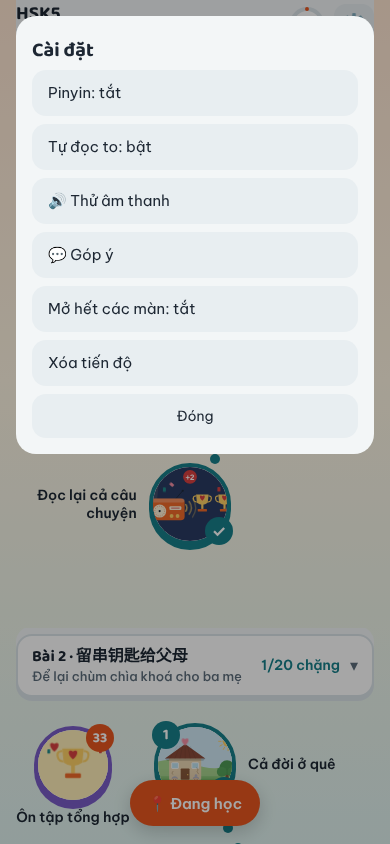 HSK5
Cài đặt
Pinyin: tắt
Tự đọc to: bật
🔊 Thử âm thanh
💬 Góp ý
Mở hết các màn: tắt
Xóa tiến độ
Đóng
+2
Đọc lại cả câu
chuyện
Bài 2 · 留串钥匙给父母
Để lại chùm chìa khoá cho ba mẹ
1/20 chặng ▾
33
1
Cả đời ở quê
Ôn tập tổng hợp
📍 Đang học